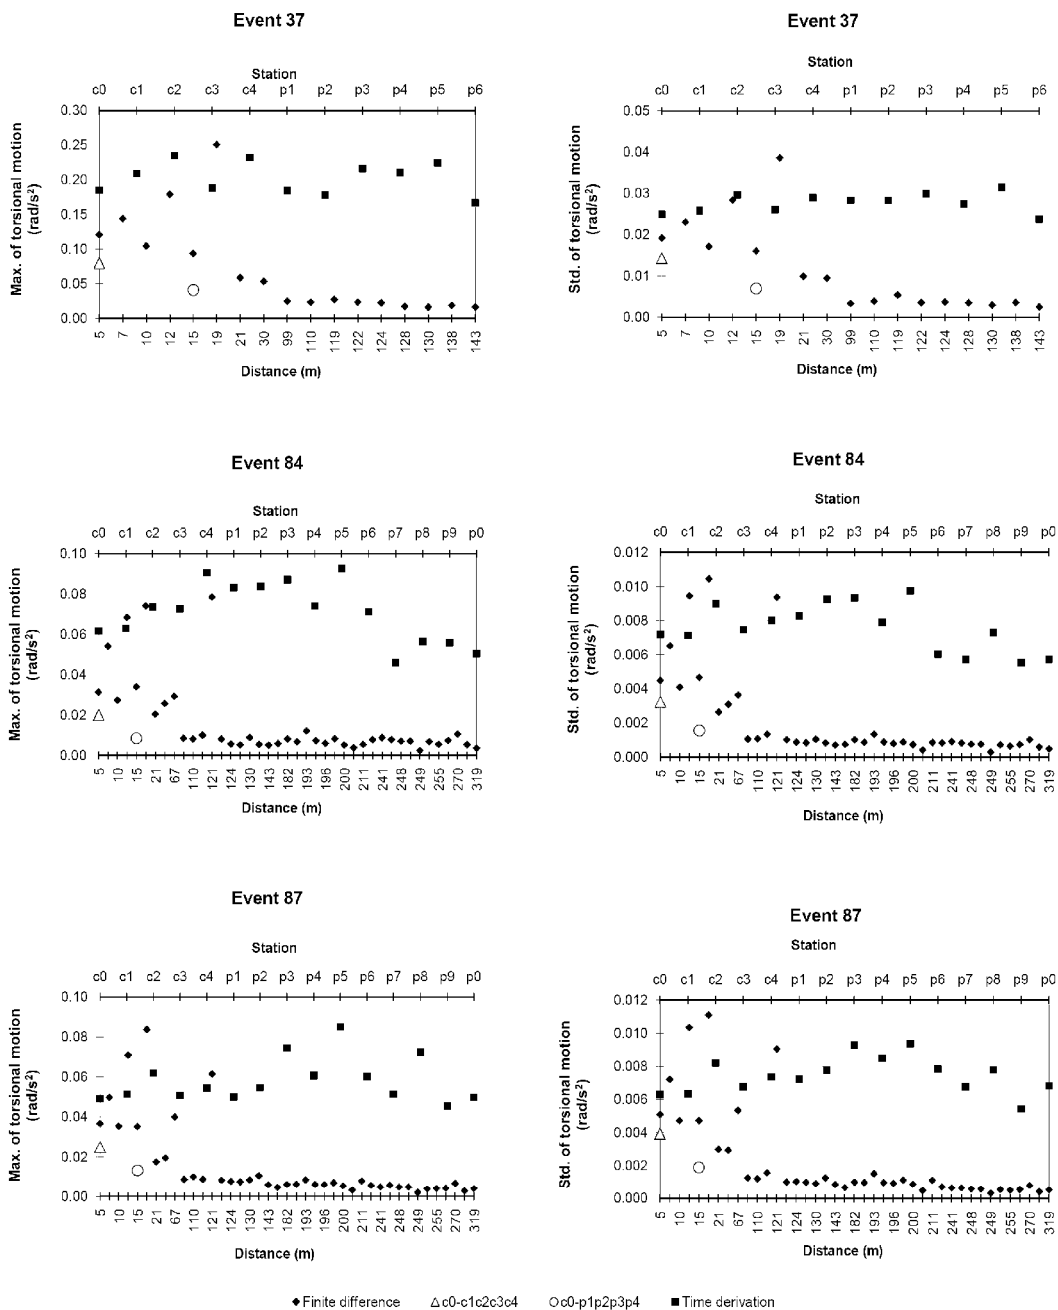 Event 37
Station
c0 c1 c2 c3 c4 p1 p2 p3 p4 p5 p6
Max. of torsional motion
(rad/s²)
0.30
0.25
0.20
0.15
0.10
0.05
0.00
5 7 10 12 15 19 21 30 99 110 119 122 124 128 130 138 143
Distance (m)
Event 37
Station
c0 c1 c2 c3 c4 p1 p2 p3 p4 p5 p6
Std. of torsional motion
(rad/s²)
0.05
0.04
0.03
0.02
0.01
0.00
5 7 10 12 15 19 21 30 99 110 119 122 124 128 130 138 143
Distance (m)
Event 84
Station
c0 c1 c2 c3 c4 p1 p2 p3 p4 p5 p6 p7 p8 p9 p0
Max. of torsional motion
(rad/s²)
0.10
0.08
0.06
0.04
0.02
0.00
5 10 15 21 67 110 121 124 130 143 182 193 196 200 211 241 248 249 255 270 319
Distance (m)
Event 84
Station
c0 c1 c2 c3 c4 p1 p2 p3 p4 p5 p6 p7 p8 p9 p0
Std. of torsional motion
(rad/s²)
0.012
0.010
0.008
0.006
0.004
0.002
0.000
5 10 15 21 67 110 121 124 130 143 182 193 196 200 211 241 248 249 255 270 319
Distance (m)
Event 87
Station
c0 c1 c2 c3 c4 p1 p2 p3 p4 p5 p6 p7 p8 p9 p0
Max. of torsional motion
(rad/s²)
0.10
0.08
0.06
0.04
0.02
0.00
5 10 15 21 67 110 121 124 130 143 182 193 196 200 211 241 248 249 255 270 319
Distance (m)
Event 87
Station
c0 c1 c2 c3 c4 p1 p2 p3 p4 p5 p6 p7 p8 p9 p0
Std. of torsional motion
(rad/s²)
0.012
0.010
0.008
0.006
0.004
0.002
0.000
5 10 15 21 67 110 121 124 130 143 182 193 196 200 211 241 248 249 255 270 319
Distance (m)
Finite difference c0-c1c2c3c4 c0-p1p2p3p4 Time derivation